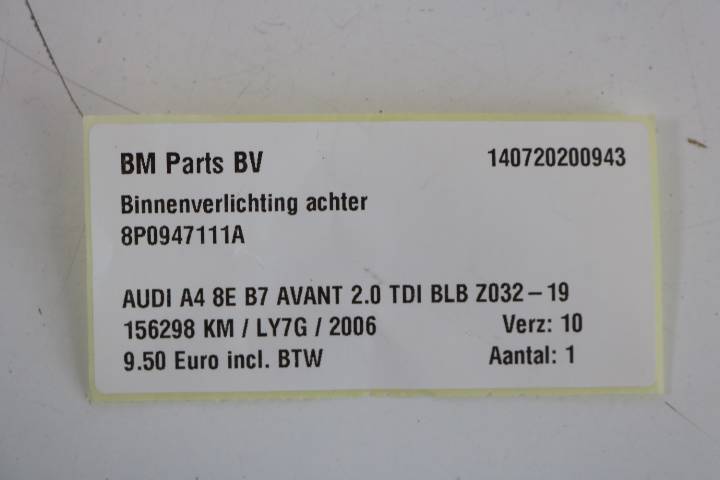 BM Parts BV 140720200943
Binnenverlichting achter
8P0947111A
AUDI A4 8E B7 AVANT 2.0 TDI BLB Z032-19
156298 KM / LY7G / 2006 Verz: 10
9.50 Euro incl. BTW Aantal: 1